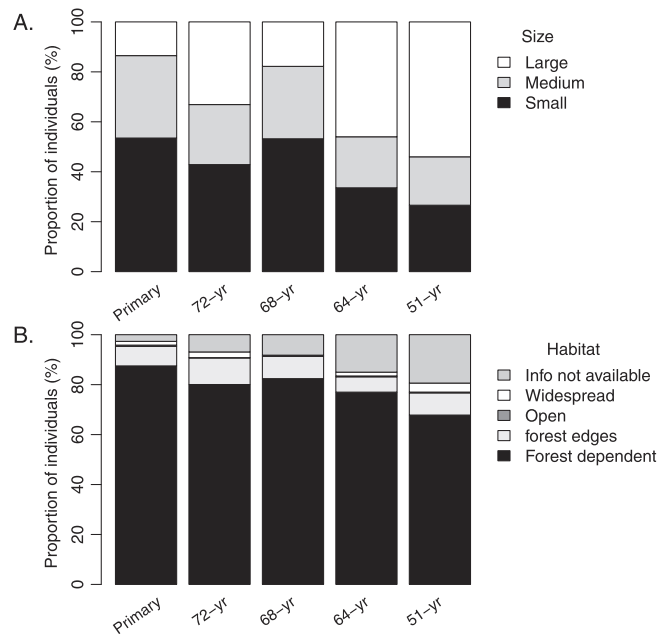 A.
Proportion of individuals (%)
0
20
40
60
80
100
Primary
72–yr
68–yr
64–yr
51–yr
Size
Large
Medium
Small
B.
Proportion of individuals (%)
0
20
40
60
80
100
Primary
72–yr
68–yr
64–yr
51–yr
Habitat
Info not available
Widespread
Open
forest edges
Forest dependent